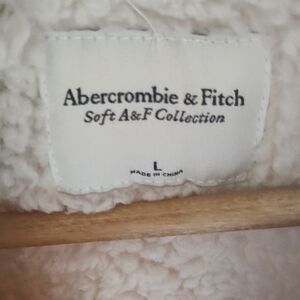 Abercrombie & Fitch
Soft A&F Collection
L
MADE IN CHINA